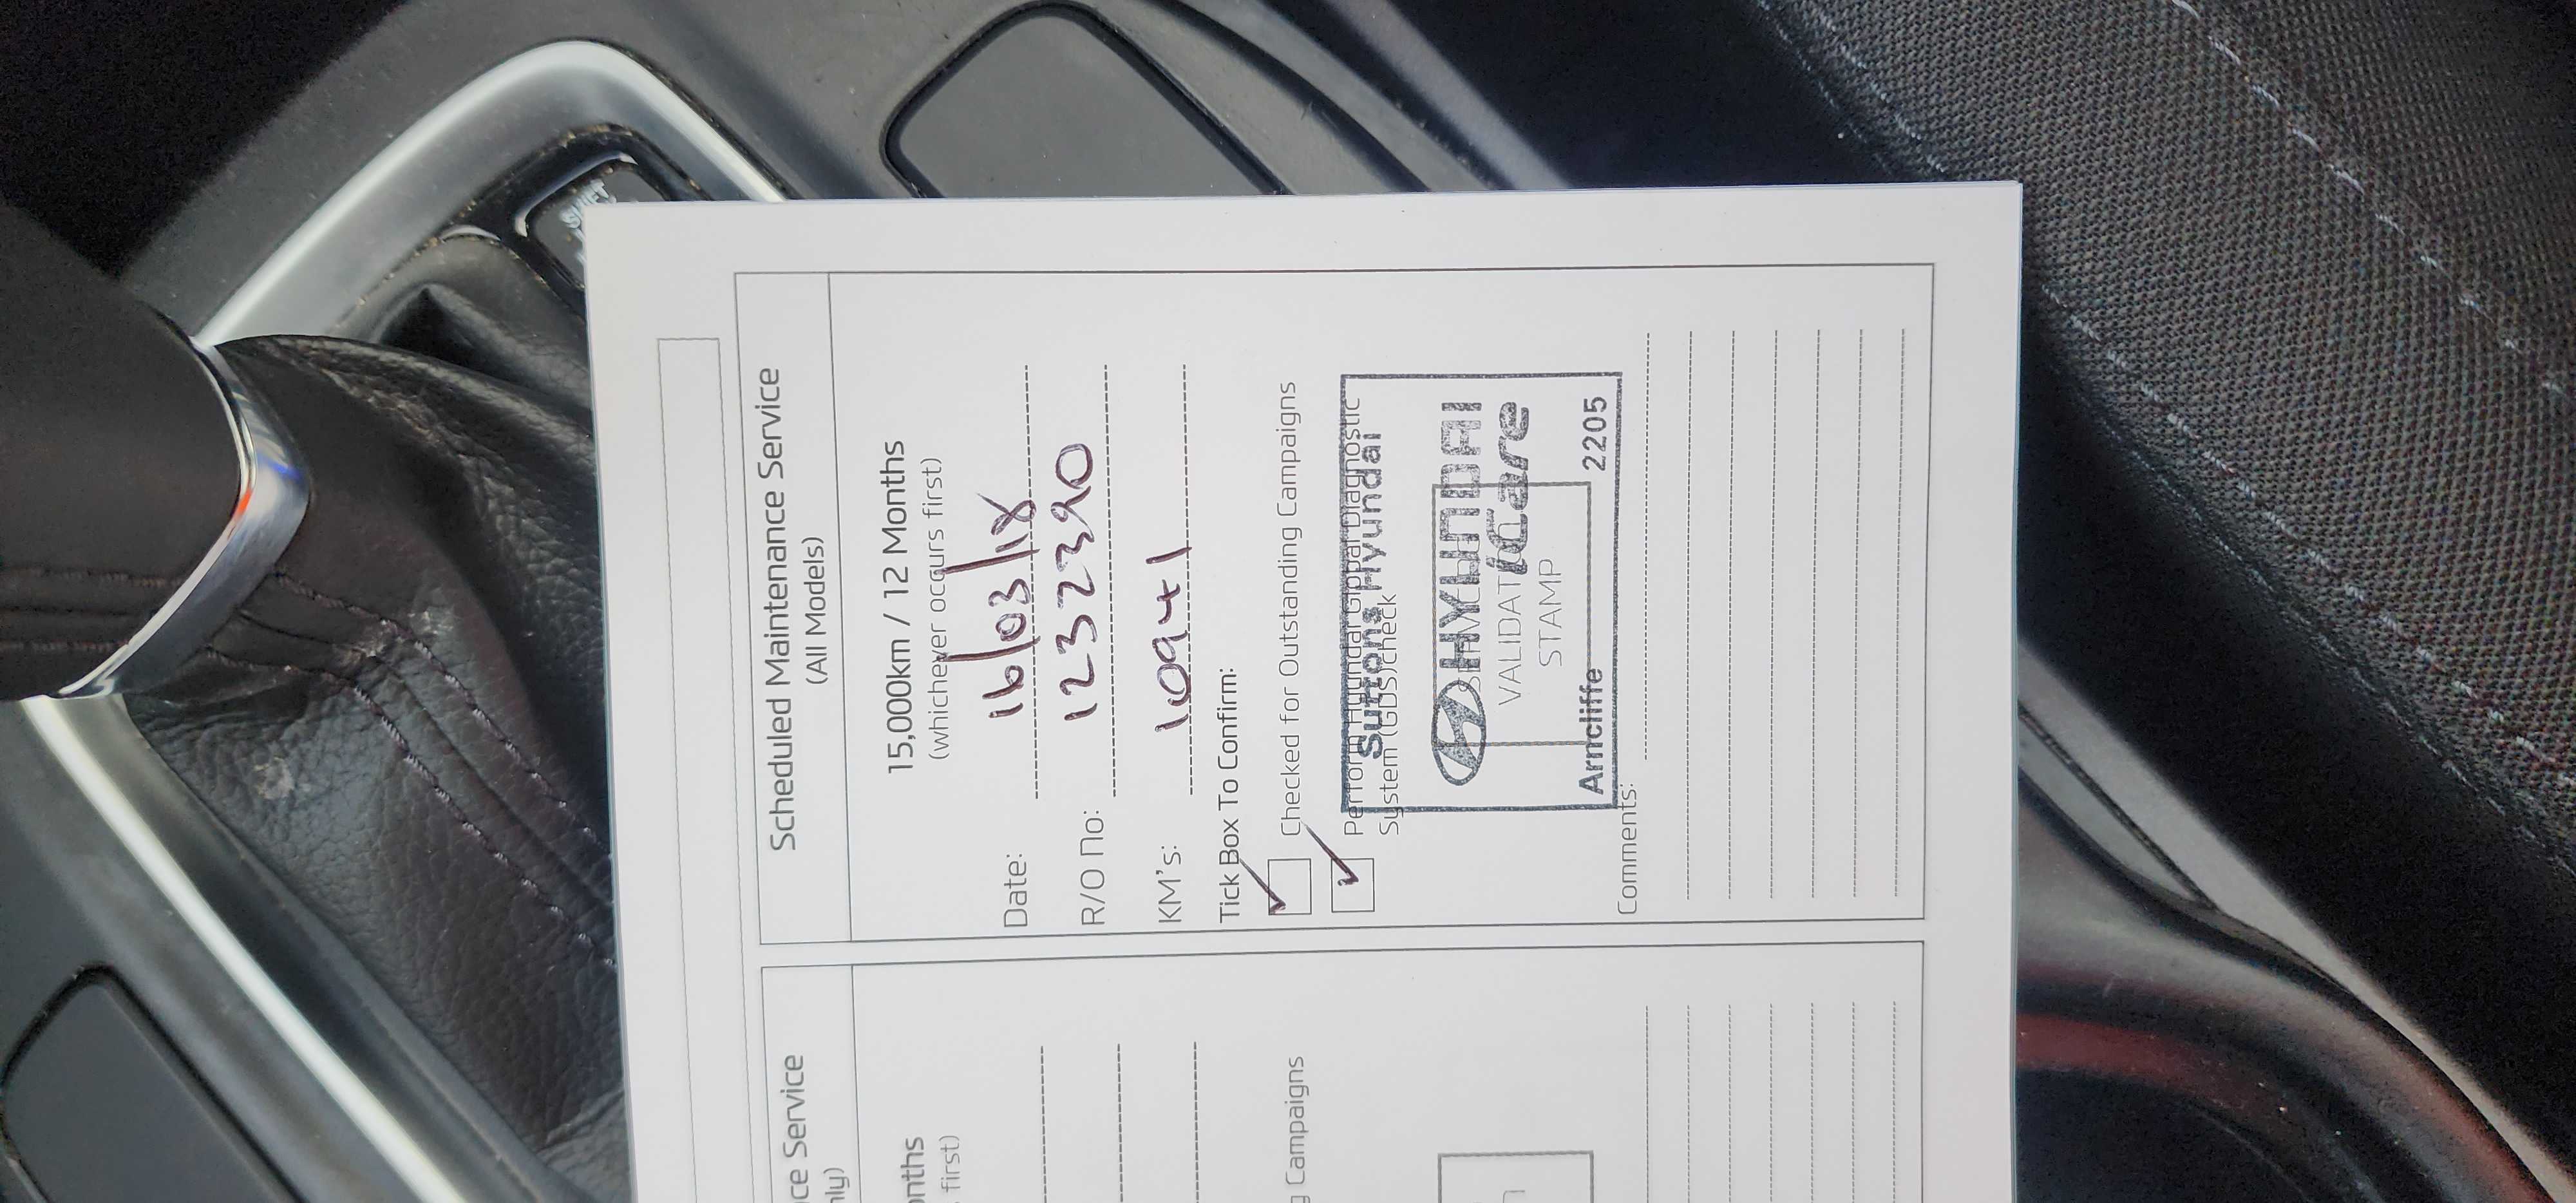 SHIFT
Scheduled Maintenance Service
(All Models)
15,000km / 12 Months
(whichever occurs first)
Date: 16/03/18
R/O No: 1232390
KM's: 10941
Tick Box To Confirm:
Checked for Outstanding Campaigns
Perform Hyundai Global Diagnostic
System (GDS) check
Suttons Hyundai
HYUNDAI
iCare
VALIDATION
STAMP
Arncliffe 2205
Comments:
ce Service
nly)
onths
first)
g Campaigns
n